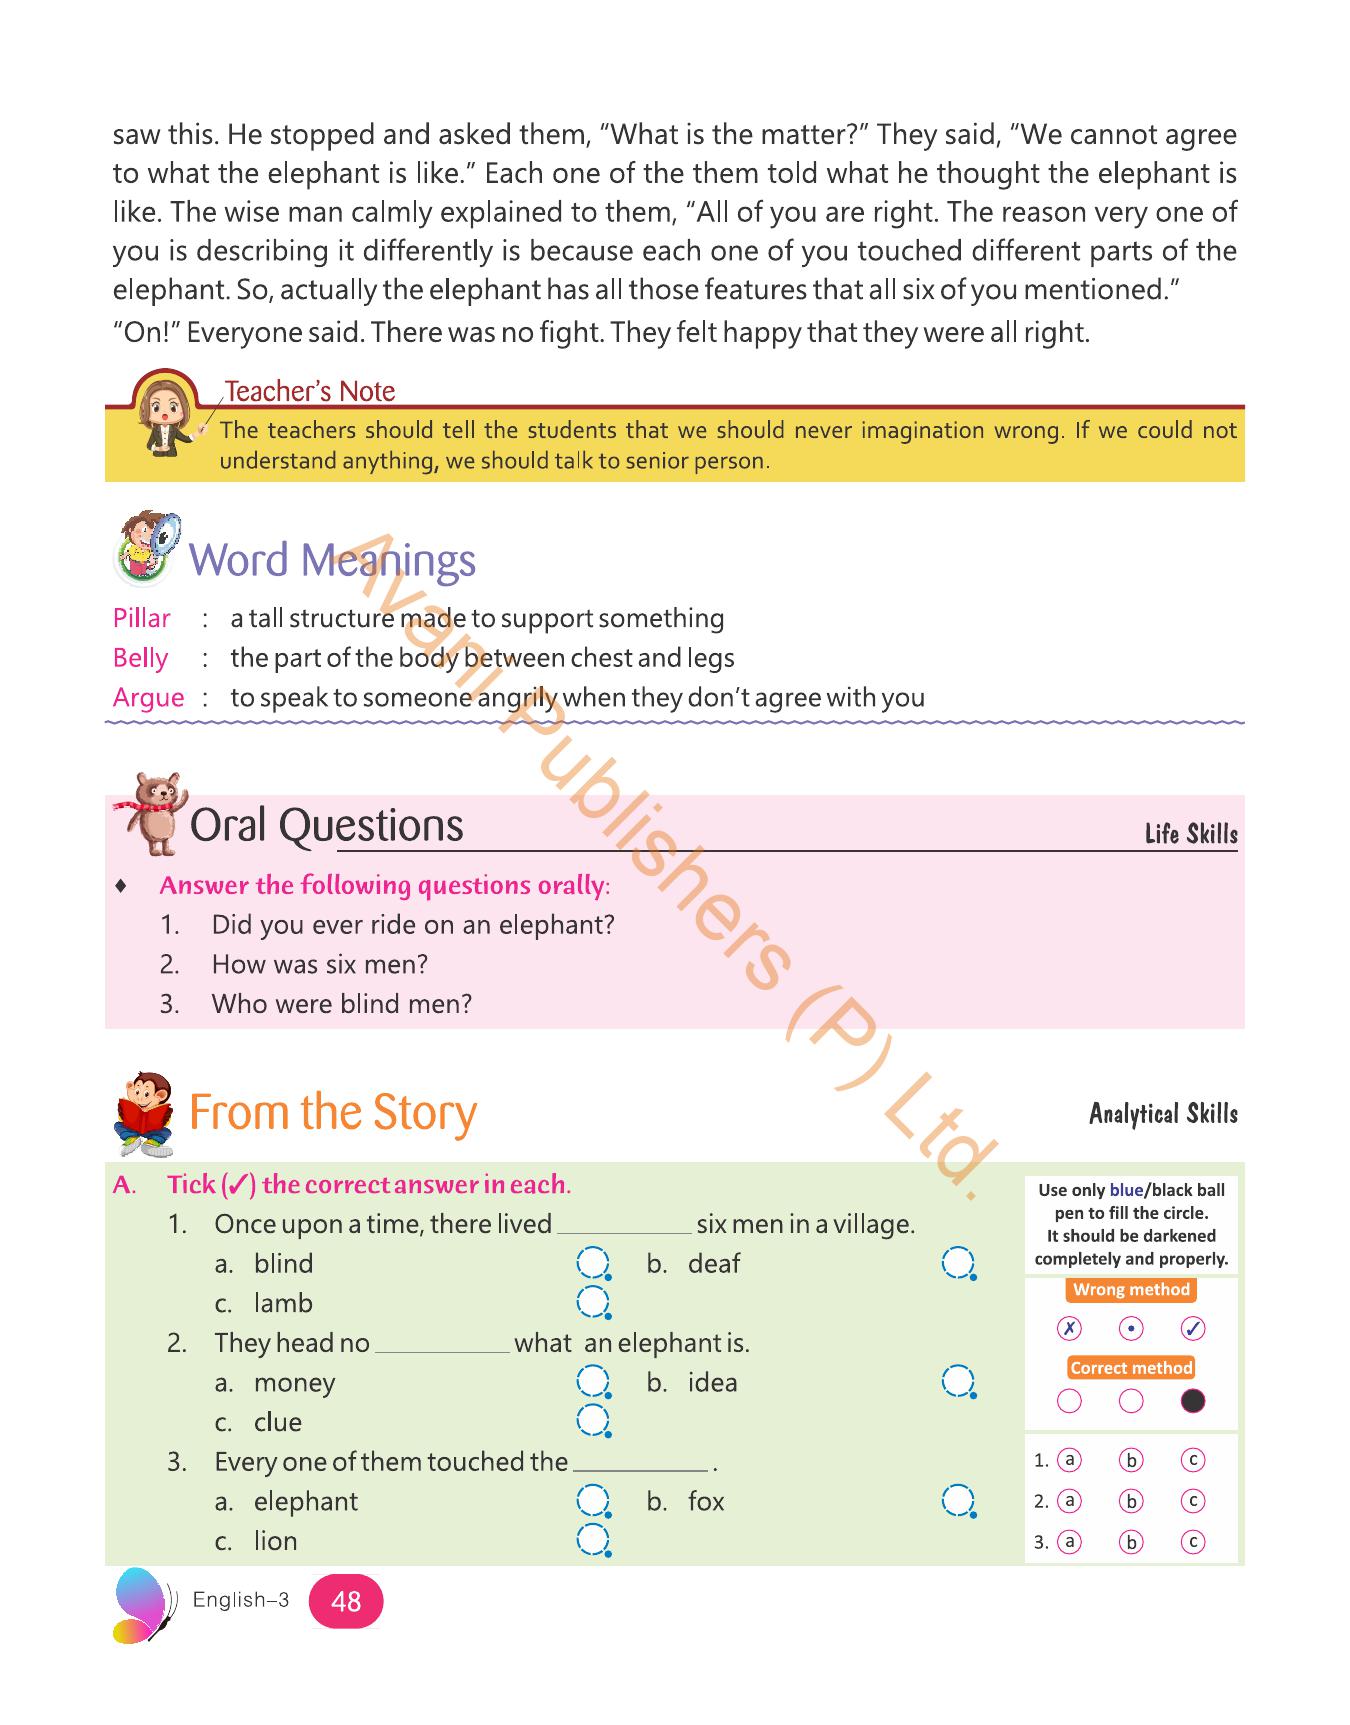 saw this. He stopped and asked them, “What is the matter?” They said, “We cannot agree
to what the elephant is like.” Each one of the them told what he thought the elephant is
like. The wise man calmly explained to them, “All of you are right. The reason very one of
you is describing it differently is because each one of you touched different parts of the
elephant. So, actually the elephant has all those features that all six of you mentioned.”
“On!” Everyone said. There was no fight. They felt happy that they were all right.
Teacher’s Note
The teachers should tell the students that we should never imagination wrong. If we could not
understand anything, we should talk to senior person.
Word Meanings
Pillar : a tall structure made to support something
Belly : the part of the body between chest and legs
Argue : to speak to someone angrily when they don’t agree with you
Avani Publishers (P) Ltd.
Oral Questions
Life Skills
♦ Answer the following questions orally:
1. Did you ever ride on an elephant?
2. How was six men?
3. Who were blind men?
From the Story
Analytical Skills
A. Tick (✓) the correct answer in each.
1. Once upon a time, there lived __________ six men in a village.
a. blind b. deaf
c. lamb
2. They head no __________ what an elephant is.
a. money b. idea
c. clue
3. Every one of them touched the __________ .
a. elephant b. fox
c. lion
Use only blue/black ball
pen to fill the circle.
It should be darkened
completely and properly.
Wrong method
✗ • ✓
Correct method
1. a b c
2. a b c
3. a b c
English–3 48